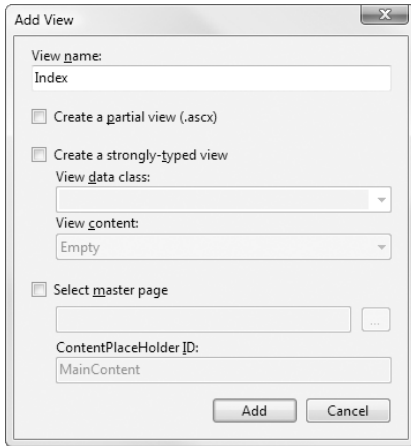 Add View
View name:
Index
Create a partial view (.ascx)
Create a strongly-typed view
View data class:
View content:
Empty
Select master page
...
ContentPlaceHolder ID:
MainContent
Add Cancel